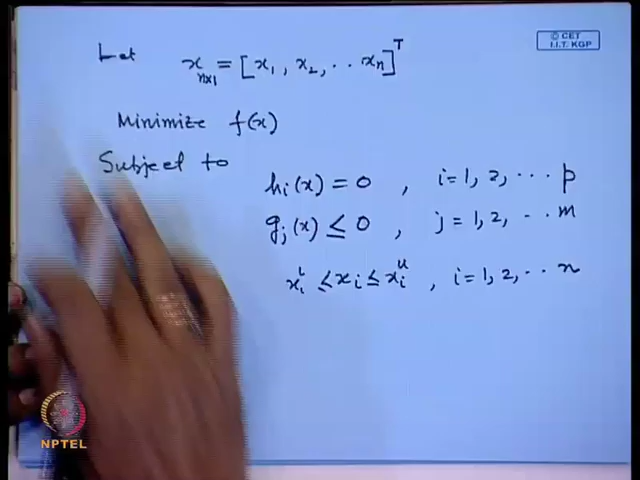 Let x nx1 = [x1, x2, ·· xn]^T
© CET
I.I.T. KGP
Minimize f(x)
Subject to
hi(x) = 0 , i = 1, 2, ··· p
gj(x) ≤ 0 , j = 1, 2, ·· m
xi^L ≤ xi ≤ xi^u , i = 1, 2, ·· n
NPTEL